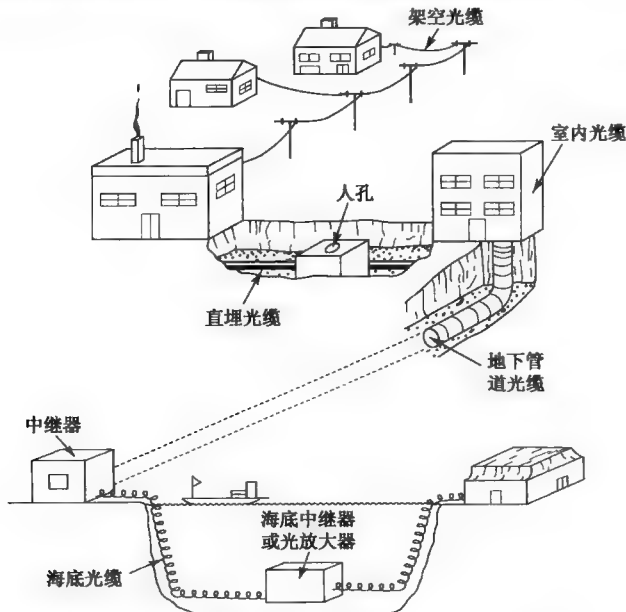 架空光缆
室内光缆
人孔
直埋光缆
地下管
道光缆
中继器
海底中继器
或光放大器
海底光缆